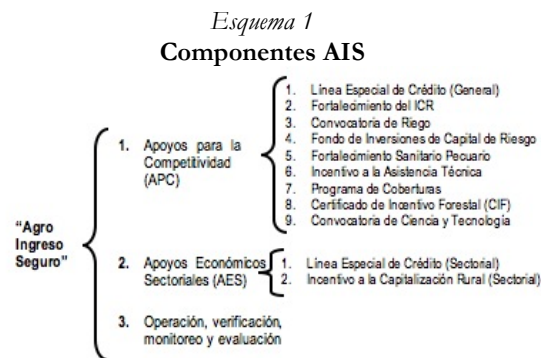 Esquema 1
Componentes AIS
"Agro
Ingreso
Seguro"
1. Apoyos para la
Competitividad
(APC)
1. Línea Especial de Crédito (General)
2. Fortalecimiento del ICR
3. Convocatoria de Riego
4. Fondo de Inversiones de Capital de Riesgo
5. Fortalecimiento Sanitario Pecuario
6. Incentivo a la Asistencia Técnica
7. Programa de Coberturas
8. Certificado de Incentivo Forestal (CIF)
9. Convocatoria de Ciencia y Tecnología
2. Apoyos Económicos
Sectoriales (AES)
1. Línea Especial de Crédito (Sectorial)
2. Incentivo a la Capitalización Rural (Sectorial)
3. Operación, verificación,
monitoreo y evaluación